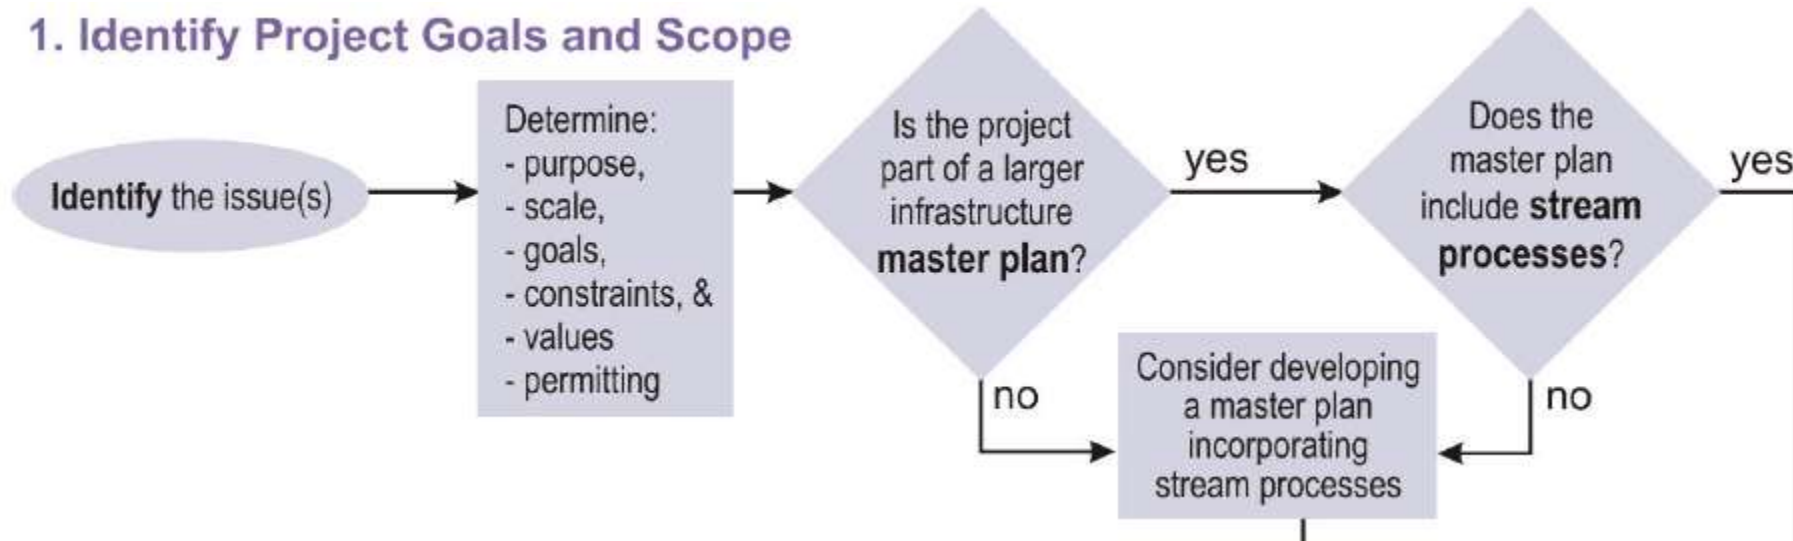 1. Identify Project Goals and Scope
Identify the issue(s)
Determine:
- purpose,
- scale,
- goals,
- constraints, &
- values
- permitting
Is the project
part of a larger
infrastructure
master plan?
yes
no
Does the
master plan
include stream
processes?
yes
no
Consider developing
a master plan
incorporating
stream processes